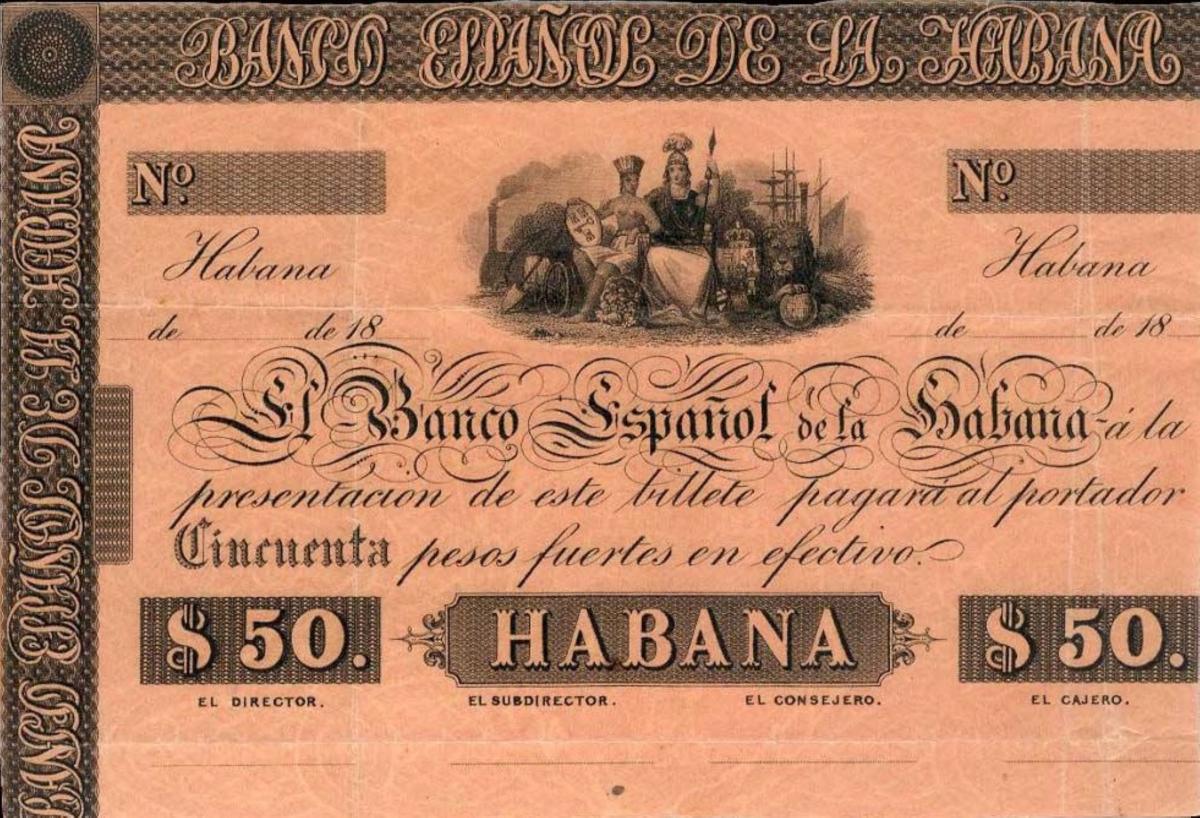 BANCO ESPAÑOL DE LA HABANA
BANCO ESPAÑOL DE LA HABANA
Nº
Nº
Habana
Habana
de de 18
de de 18
El Banco Español de la Habana á la
presentacion de este billete pagará al portador
Cincuenta pesos fuertes en efectivo.
$ 50.
HABANA
$ 50.
EL DIRECTOR.
EL SUBDIRECTOR.
EL CONSEJERO.
EL CAJERO.